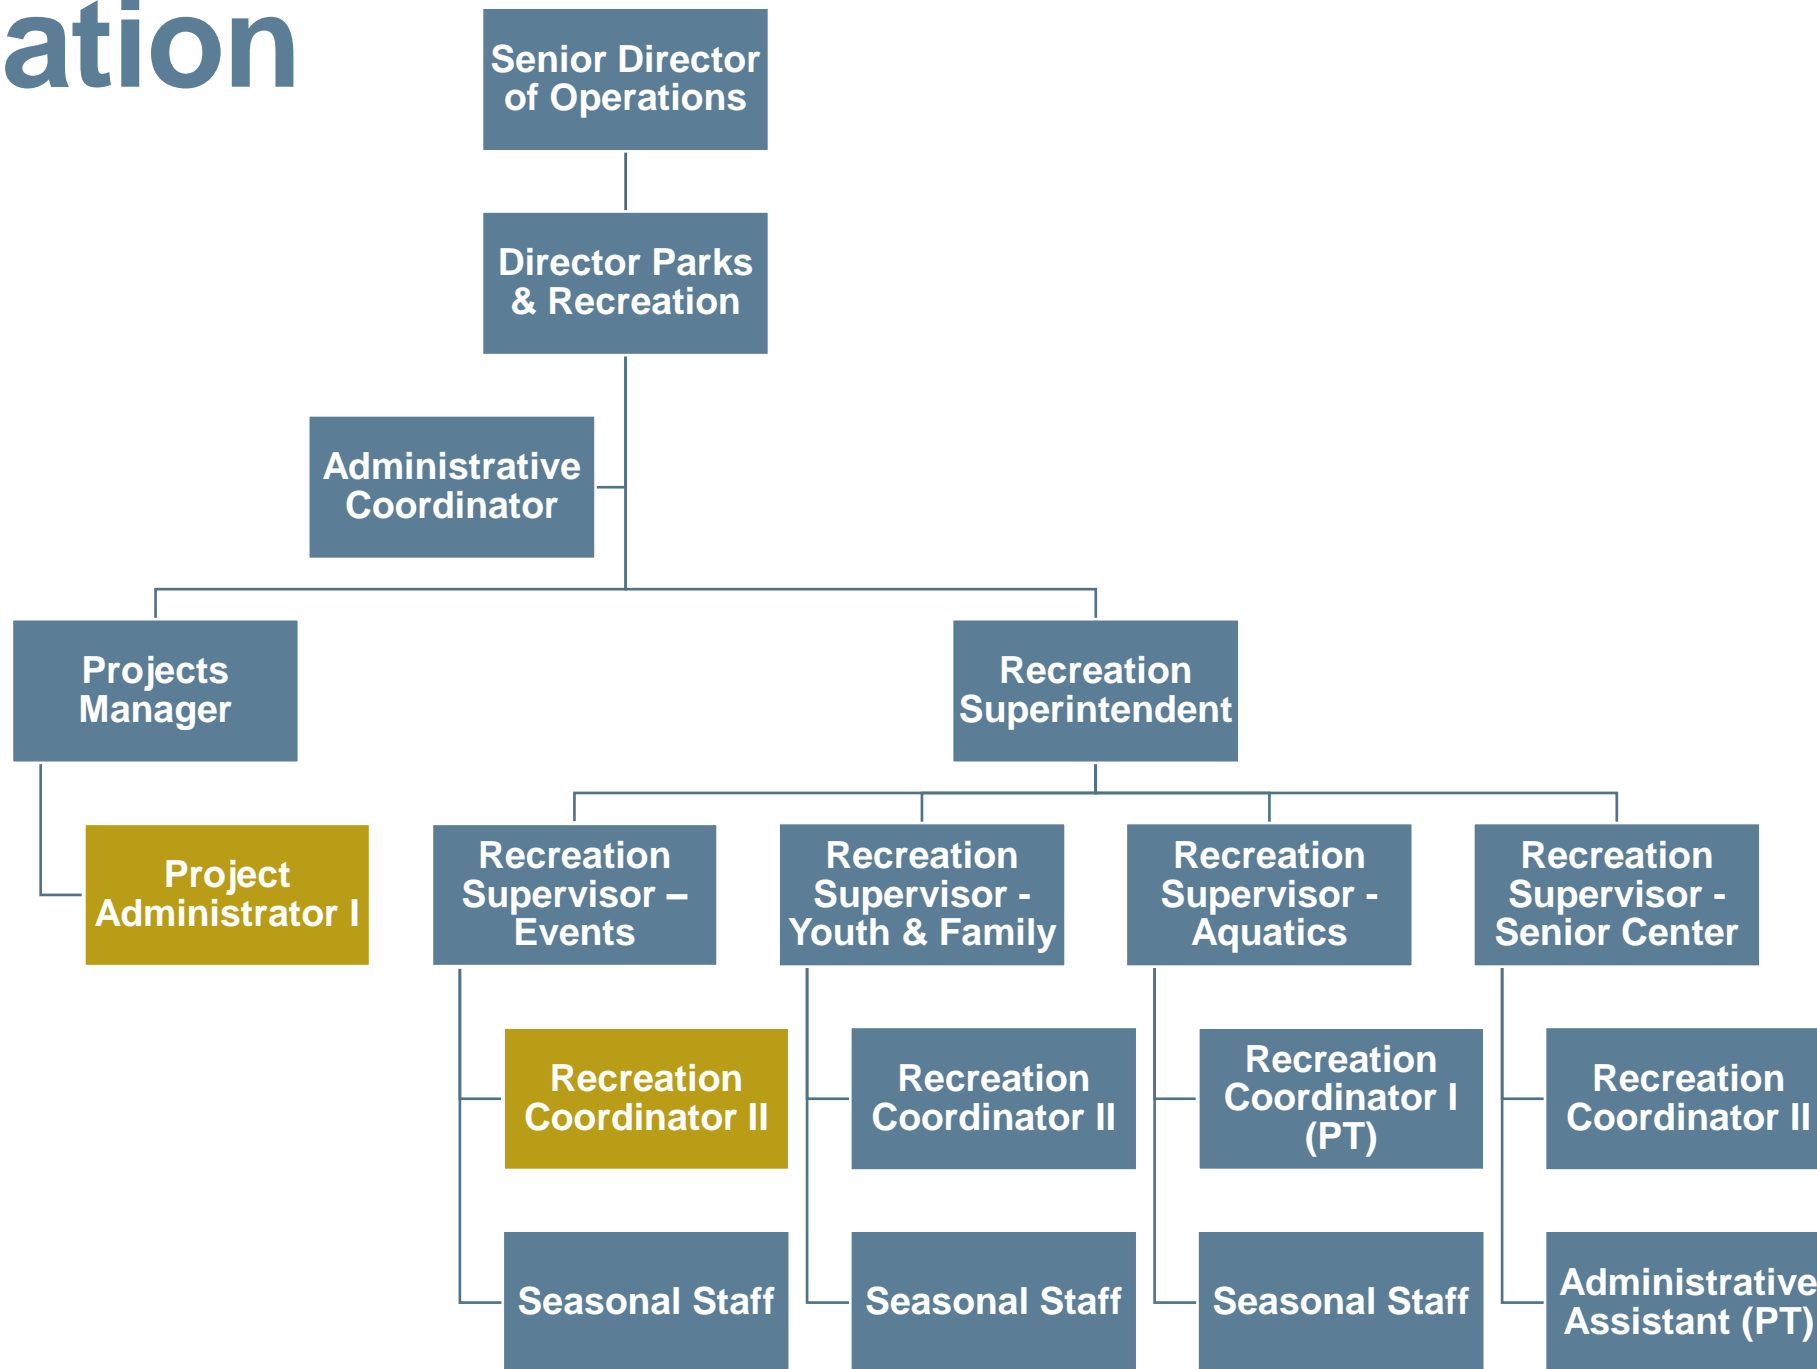 ation
Senior Director
of Operations
Director Parks
& Recreation
Administrative
Coordinator
Projects
Manager
Recreation
Superintendent
Project
Administrator I
Recreation
Supervisor –
Events
Recreation
Supervisor -
Youth & Family
Recreation
Supervisor -
Aquatics
Recreation
Supervisor -
Senior Center
Recreation
Coordinator II
Recreation
Coordinator II
Recreation
Coordinator I
(PT)
Recreation
Coordinator II
Seasonal Staff
Seasonal Staff
Seasonal Staff
Administrative
Assistant (PT)